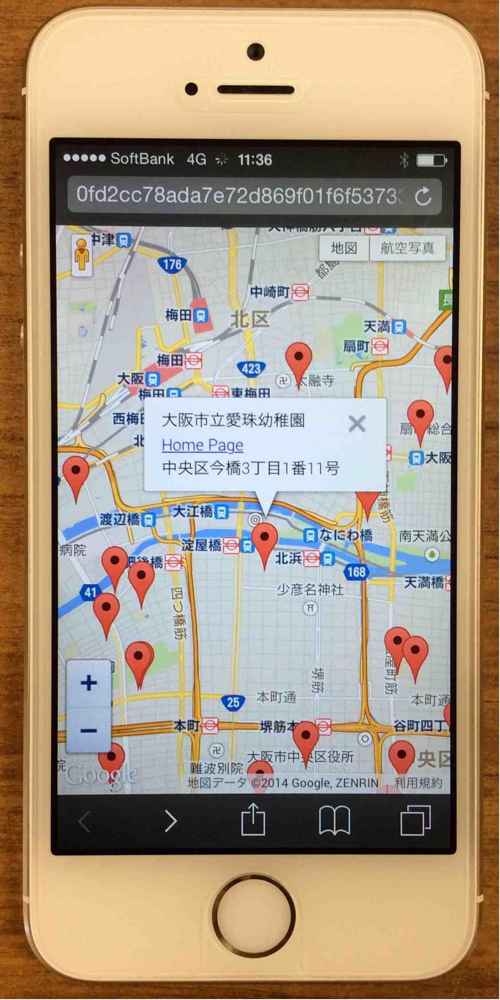 SoftBank 4G 11:36
0fd2cc78ada7e72d869f01f6f5373
中津
地図 航空写真
176
都島
中崎町
梅田
北区
長
天満
扇町
梅田
423
大阪
太融寺
梅田
東梅田
西梅田
大阪市立愛珠幼稚園
Home Page
中央区今橋3丁目1番11号
扇町総合
北
大阪
大江橋
渡辺橋
なにわ橋
南天満公
淀屋橋
病院
北浜
肥後橋
168
天満橋
41
少彦名神社
四つ橋筋
堺筋
本町通
本町通
25
本町
堺筋本
谷町四丁
大阪市中央区役所
央区
院
難波別院
Google
地図データ ©2014 Google, ZENRIN 利用規約